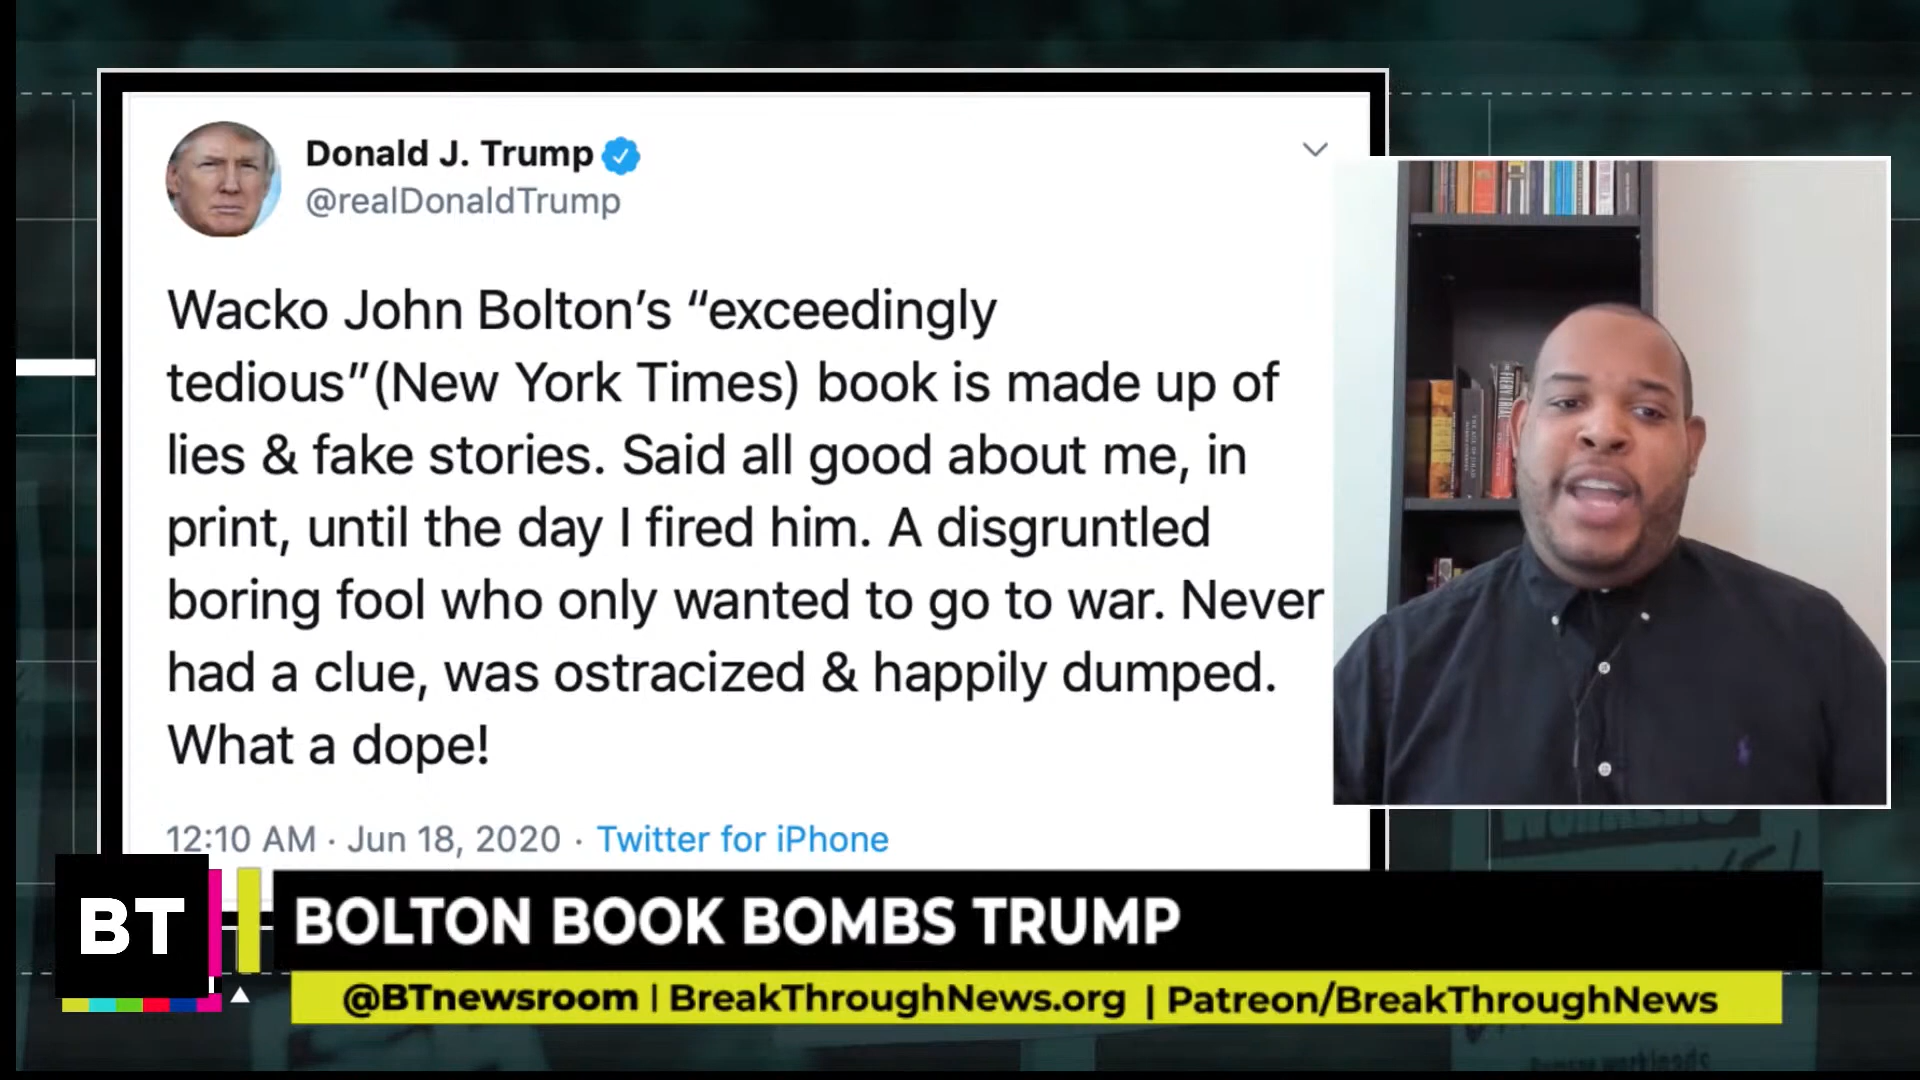 Donald J. Trump
@realDonaldTrump
Wacko John Bolton’s “exceedingly
tedious”(New York Times) book is made up of
lies & fake stories. Said all good about me, in
print, until the day I fired him. A disgruntled
boring fool who only wanted to go to war. Never
had a clue, was ostracized & happily dumped.
What a dope!
12:10 AM · Jun 18, 2020 · Twitter for iPhone
BT
BOLTON BOOK BOMBS TRUMP
@BTnewsroom | BreakThroughNews.org | Patreon/BreakThroughNews